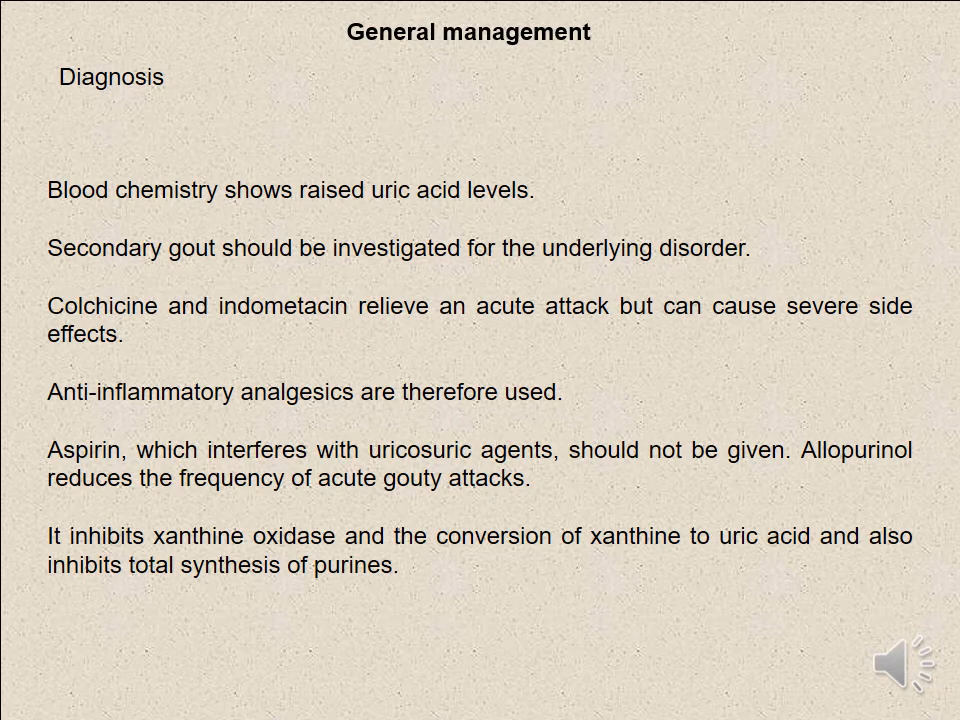 General management
Diagnosis
Blood chemistry shows raised uric acid levels.
Secondary gout should be investigated for the underlying disorder.
Colchicine and indometacin relieve an acute attack but can cause severe side
effects.
Anti-inflammatory analgesics are therefore used.
Aspirin, which interferes with uricosuric agents, should not be given. Allopurinol
reduces the frequency of acute gouty attacks.
It inhibits xanthine oxidase and the conversion of xanthine to uric acid and also
inhibits total synthesis of purines.